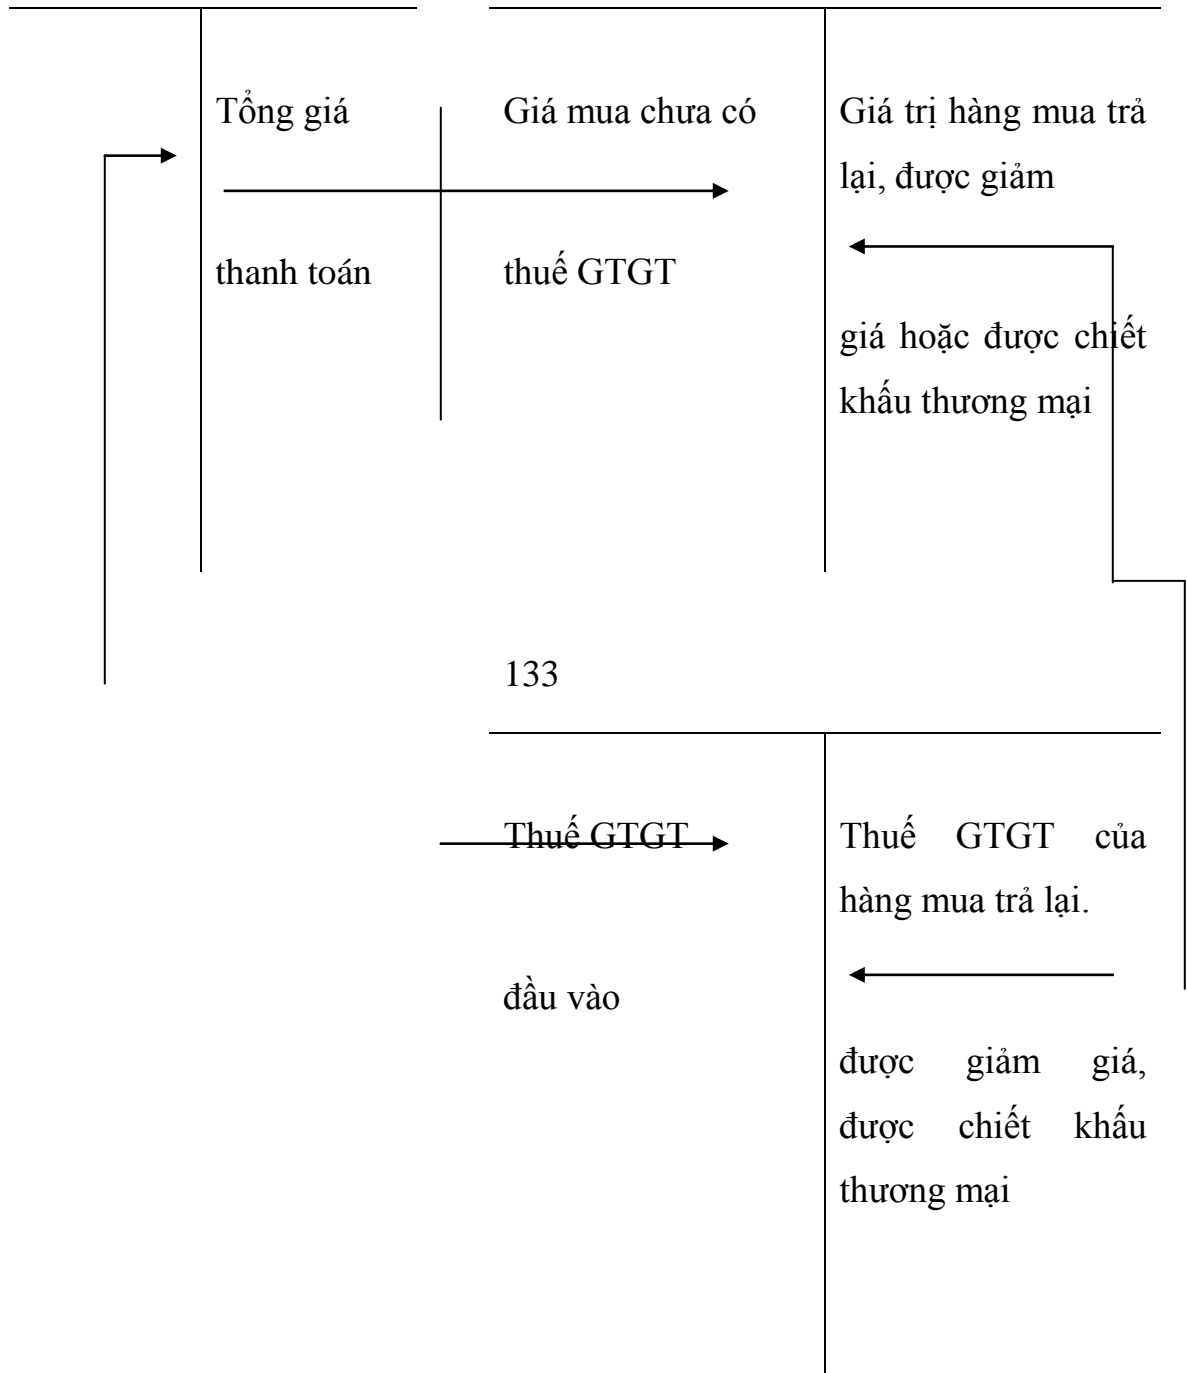 Tổng giá
thanh toán
Giá mua chưa có
thuế GTGT
Giá trị hàng mua trả
lại, được giảm
giá hoặc được chiết
khấu thương mại
133
Thuế GTGT
đầu vào
Thuế GTGT của
hàng mua trả lại.
được giảm giá,
được chiết khấu
thương mại